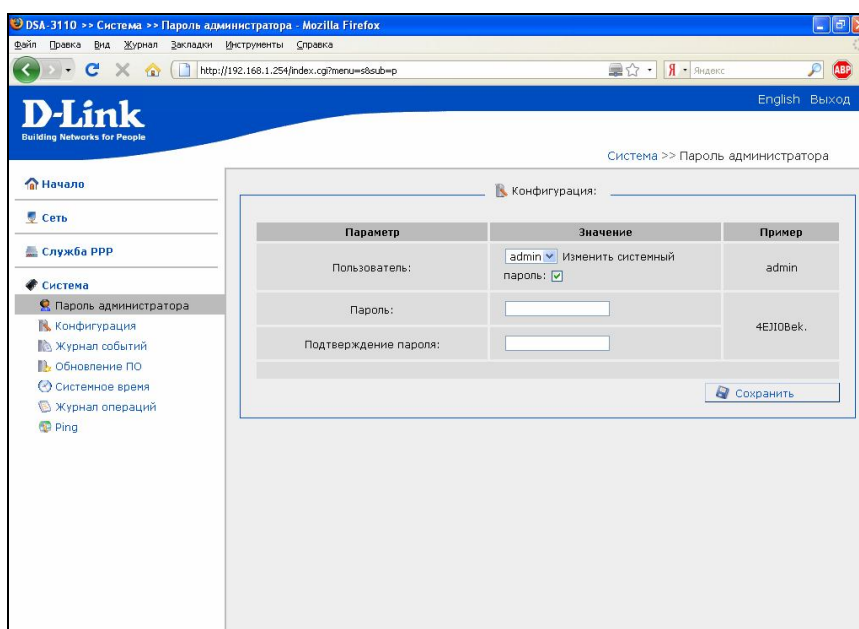 DSA-3110 >> Система >> Пароль администратора - Mozilla Firefox
Файл Правка Вид Журнал Закладки Инструменты Справка
http://192.168.1.254/index.cgi?menu=s&sub=p
Я Яндекс
ABP
D-Link
Building Networks for People
English Выход
Система >> Пароль администратора
Начало
Сеть
Служба PPP
Система
Пароль администратора
Конфигурация
Журнал событий
Обновление ПО
Системное время
Журнал операций
Ping
Конфигурация:
Параметр Значение Пример
Пользователь: admin Изменить системный пароль: admin
Пароль:
4EJI0Bek.
Подтверждение пароля:
Сохранить